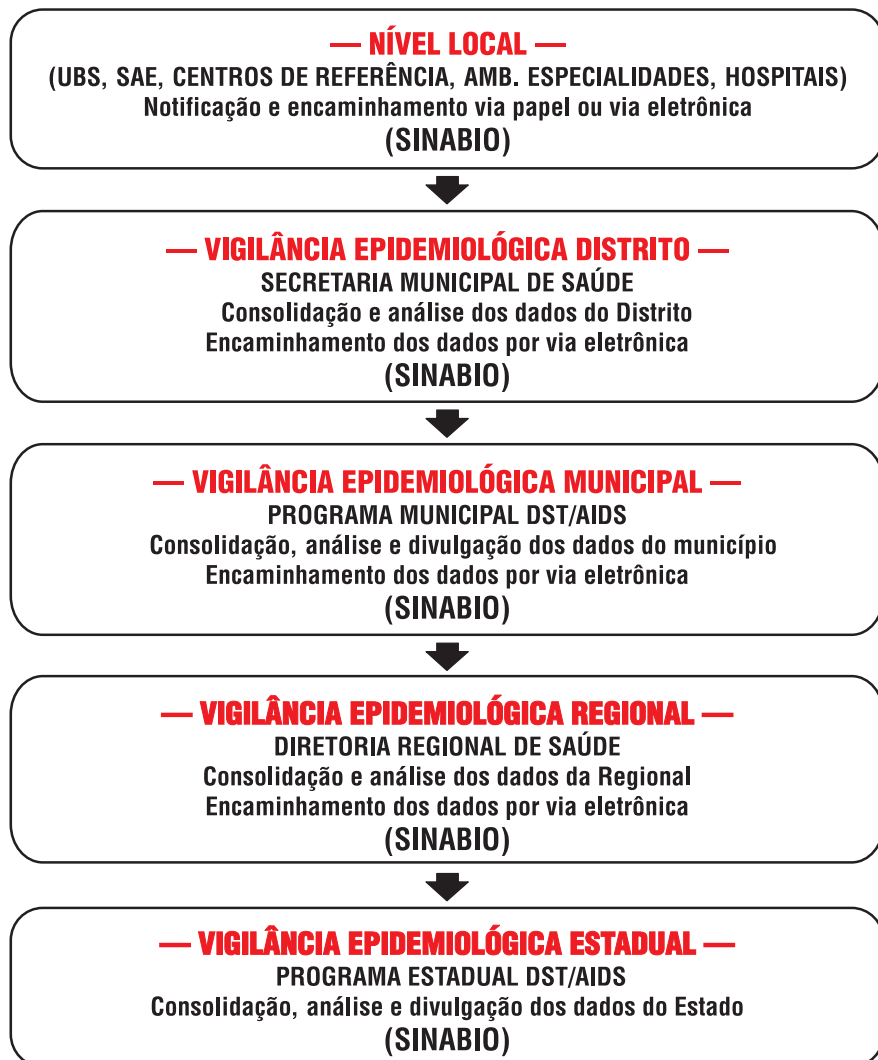 — NÍVEL LOCAL —
(UBS, SAE, CENTROS DE REFERÊNCIA, AMB. ESPECIALIDADES, HOSPITAIS)
Notificação e encaminhamento via papel ou via eletrônica
(SINABIO)
— VIGILÂNCIA EPIDEMIOLÓGICA DISTRITO —
SECRETARIA MUNICIPAL DE SAÚDE
Consolidação e análise dos dados do Distrito
Encaminhamento dos dados por via eletrônica
(SINABIO)
— VIGILÂNCIA EPIDEMIOLÓGICA MUNICIPAL —
PROGRAMA MUNICIPAL DST/AIDS
Consolidação, análise e divulgação dos dados do município
Encaminhamento dos dados por via eletrônica
(SINABIO)
— VIGILÂNCIA EPIDEMIOLÓGICA REGIONAL —
DIRETORIA REGIONAL DE SAÚDE
Consolidação e análise dos dados da Regional
Encaminhamento dos dados por via eletrônica
(SINABIO)
— VIGILÂNCIA EPIDEMIOLÓGICA ESTADUAL —
PROGRAMA ESTADUAL DST/AIDS
Consolidação, análise e divulgação dos dados do Estado
(SINABIO)